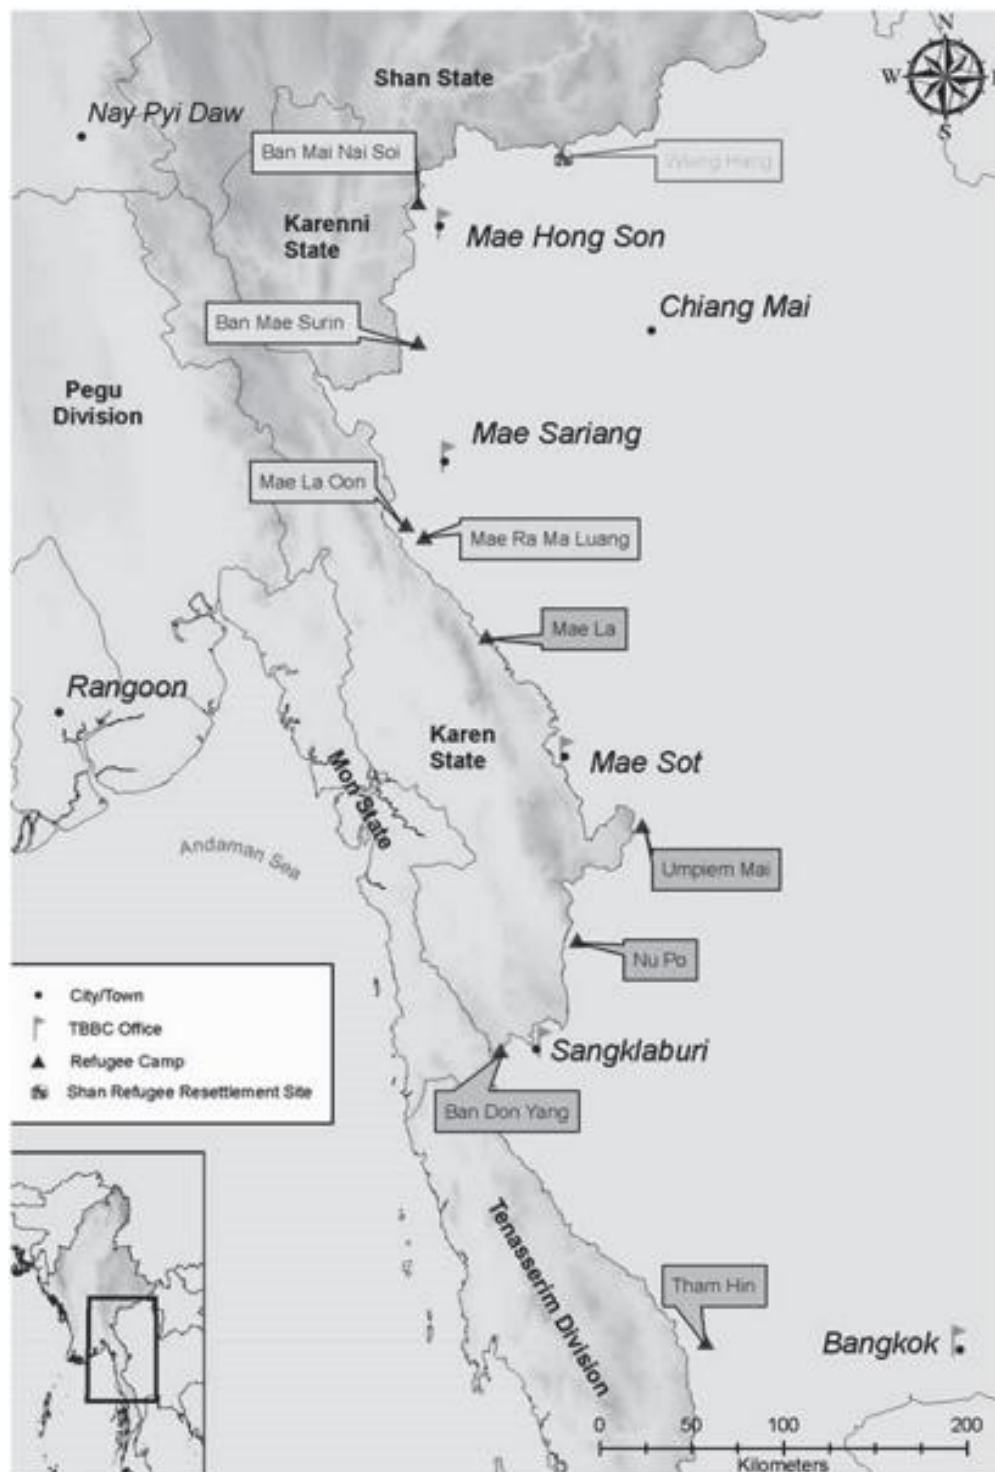 N
W
S
Shan State
Nay Pyi Daw
Ban Mai Nai Soi
Wieng Heng
Karenni
State
Mae Hong Son
Chiang Mai
Ban Mae Surin
Pegu
Division
Mae Sariang
Mae La Oon
Mae Ra Ma Luang
Mae La
Rangoon
Karen
State
Mae Sot
Mon State
Andaman Sea
Umpiem Mai
Nu Po
City/Town
TBBC Office
Refugee Camp
Shan Refugee Resettlement Site
Sangklaburi
Ban Don Yang
Tenasserim Division
Tham Hin
Bangkok
0 50 100 200
Kilometers